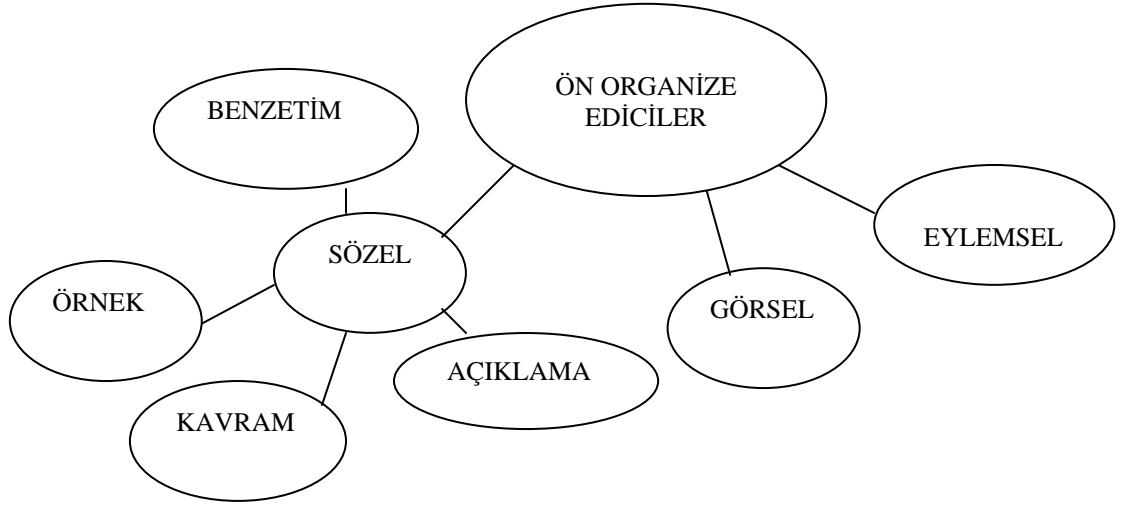 ÖN ORGANİZE
EDİCİLER
BENZETİM
EYLEMSEL
SÖZEL
ÖRNEK
GÖRSEL
AÇIKLAMA
KAVRAM